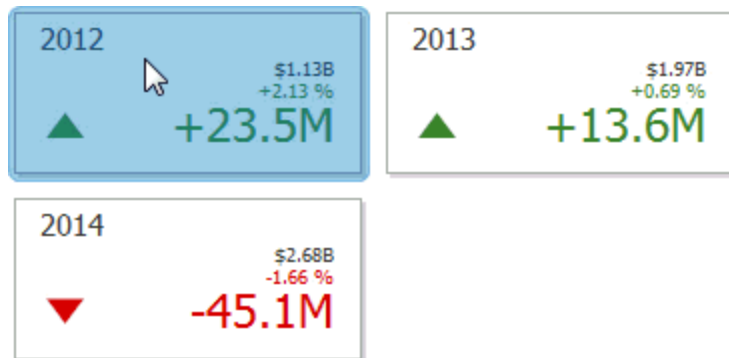 2012
$1.13B
+2.13 %
+23.5M
2013
$1.97B
+0.69 %
+13.6M
2014
$2.68B
-1.66 %
-45.1M